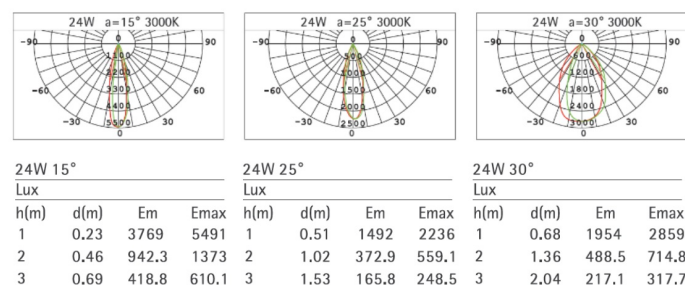 24W a=15° 3000K
-90 0 90
1100
2200
3300
4400
5500
-60 60
-30 30
0
24W a=25° 3000K
-90 0 90
500
1000
1500
2000
2500
-60 60
-30 30
0
24W a=30° 3000K
-90 0 90
600
1200
1800
2400
3000
-60 60
-30 30
0
24W 15°
Lux
h(m) d(m) Em Emax
1 0.23 3769 5491
2 0.46 942.3 1373
3 0.69 418.8 610.1
24W 25°
Lux
h(m) d(m) Em Emax
1 0.51 1492 2236
2 1.02 372.9 559.1
3 1.53 165.8 248.5
24W 30°
Lux
h(m) d(m) Em Emax
1 0.68 1954 2859
2 1.36 488.5 714.8
3 2.04 217.1 317.7